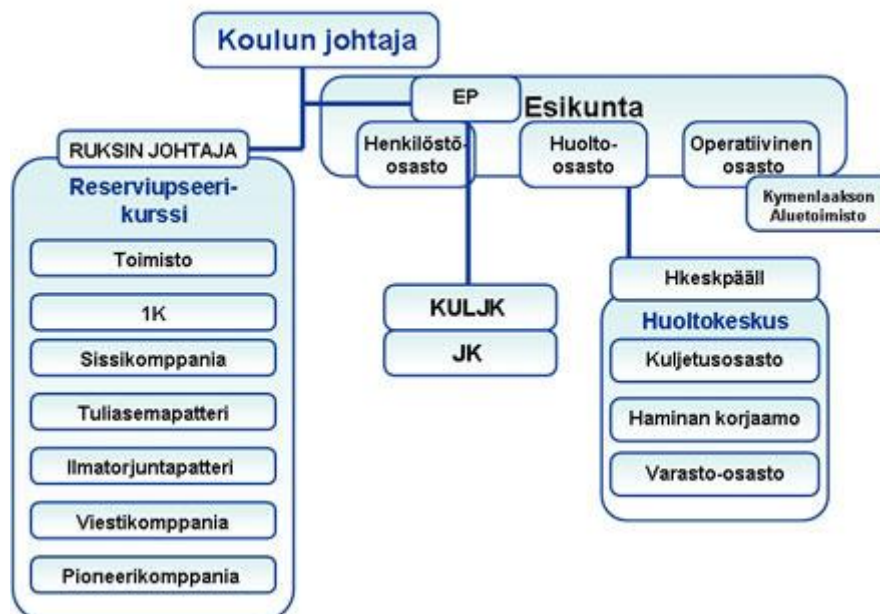 Koulun johtaja
EP
Esikunta
Henkilöstö-
osasto
Huolto-
osasto
Operatiivinen
osasto
Kymenlaakson
Aluetoimisto
RUKSIN JOHTAJA
Reserviupseeri-
kurssi
Toimisto
1K
Sissikomppania
Tuliasemapatteri
Ilmatorjuntapatteri
Viestikomppania
Pioneerikomppania
KULJK
JK
Hkeskpääll
Huoltokeskus
Kuljetusosasto
Haminan korjaamo
Varasto-osasto